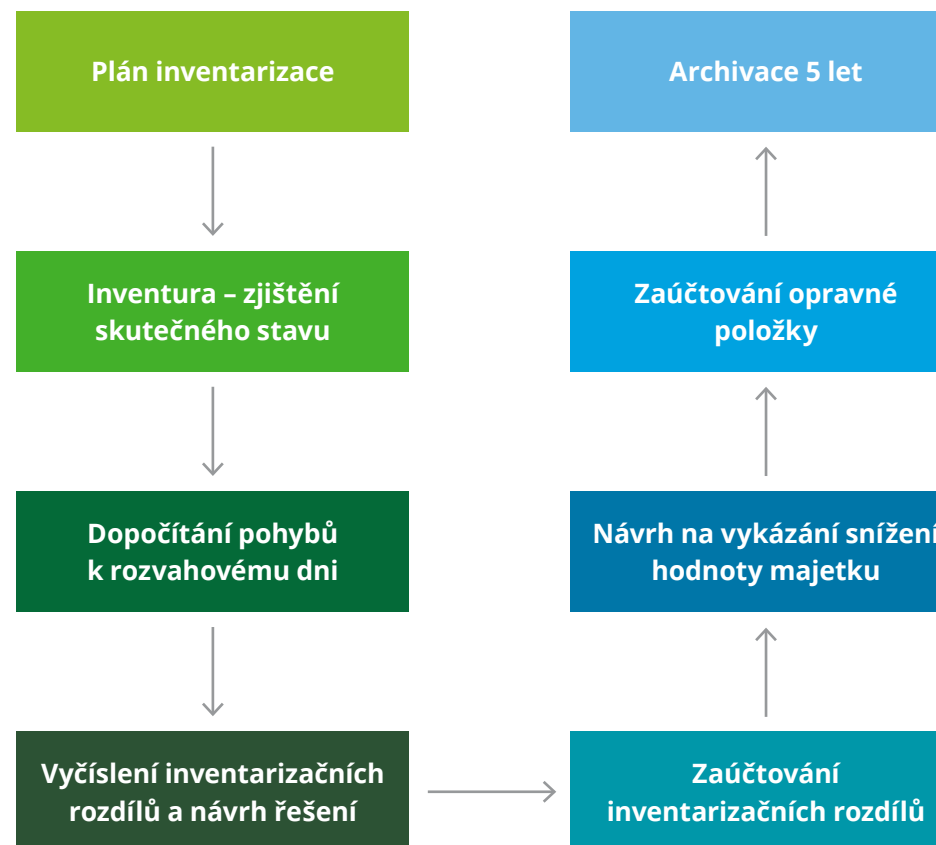 Plán inventarizace
Inventura – zjištění
skutečného stavu
Dopočítání pohybů
k rozvahovému dni
Vyčíslení inventarizačních
rozdílů a návrh řešení
Zaúčtování
inventarizačních rozdílů
Návrh na vykázání snížení
hodnoty majetku
Zaúčtování opravné
položky
Archivace 5 let